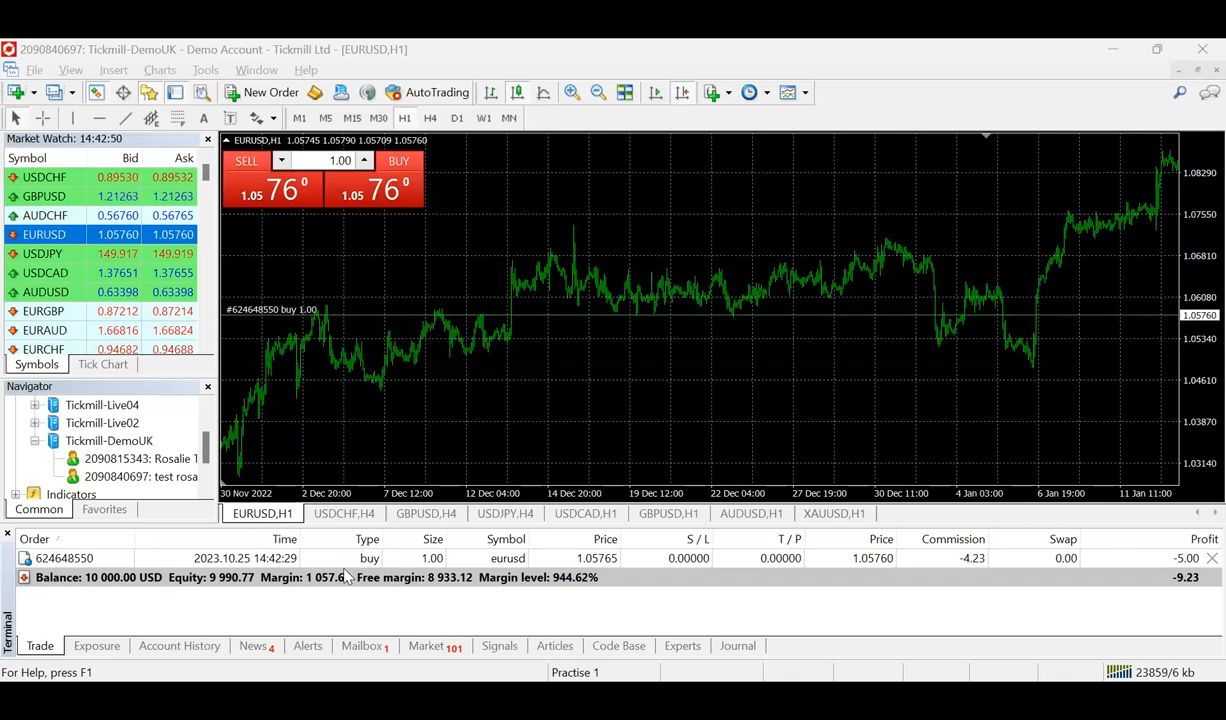 2090840697: Tickmill-DemoUK - Demo Account - Tickmill Ltd - [EURUSD,H1]
File View Insert Charts Tools Window Help
New Order AutoTrading
A T M1 M5 M15 M30 H1 H4 D1 W1 MN
Market Watch: 14:42:50
Symbol Bid Ask
USDCHF 0.89530 0.89532
GBPUSD 1.21263 1.21263
AUDCHF 0.56760 0.56765
EURUSD 1.05760 1.05760
USDJPY 149.917 149.919
USDCAD 1.37651 1.37655
AUDUSD 0.63398 0.63398
EURGBP 0.87212 0.87214
EURAUD 1.66816 1.66824
EURCHF 0.94682 0.94688
Symbols Tick Chart
Navigator
Tickmill-Live04
Tickmill-Live02
Tickmill-DemoUK
2090815343: Rosalie T
2090840697: test rosa
Indicators
Common Favorites
EURUSD,H1 1.05745 1.05790 1.05709 1.05760
SELL 1.00 BUY
1.05 76 0 1.05 76 0
#624648550 buy 1.00
1.08290
1.07550
1.06810
1.06080
1.05760
1.05340
1.04610
1.03870
1.03140
30 Nov 2022 2 Dec 20:00 7 Dec 12:00 12 Dec 04:00 14 Dec 20:00 19 Dec 12:00 22 Dec 04:00 27 Dec 19:00 30 Dec 11:00 4 Jan 03:00 6 Jan 19:00 11 Jan 11:00
EURUSD,H1 USDCHF,H4 GBPUSD,H4 USDJPY,H4 USDCAD,H1 GBPUSD,H1 AUDUSD,H1 XAUUSD,H1
Order / Time Type Size Symbol Price S / L T / P Price Commission Swap Profit
624648550 2023.10.25 14:42:29 buy 1.00 eurusd 1.05765 0.00000 0.00000 1.05760 -4.23 0.00 -5.00
Balance: 10 000.00 USD Equity: 9 990.77 Margin: 1 057.6 Free margin: 8 933.12 Margin level: 944.62% -9.23
Terminal
Trade Exposure Account History News 4 Alerts Mailbox 1 Market 101 Signals Articles Code Base Experts Journal
For Help, press F1 Practise 1 23859/6 kb